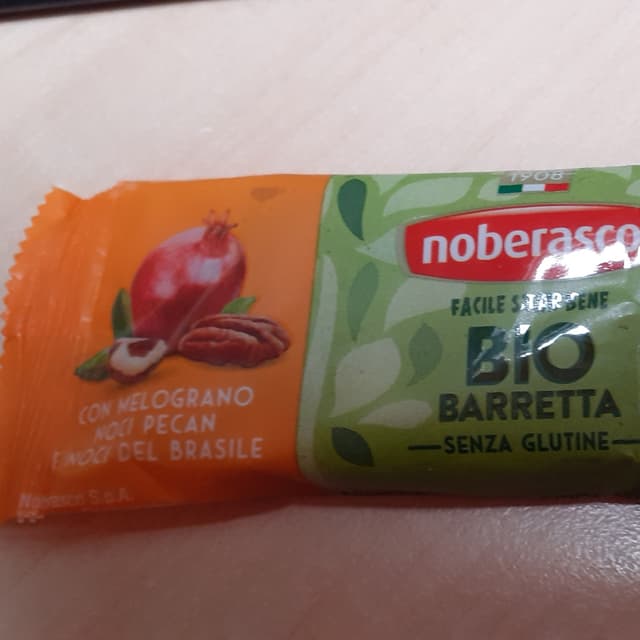 1908
noberasco
FACILE STAR BENE
BIO
BARRETTA
SENZA GLUTINE
CON MELOGRANO
NOCI PECAN
E NOCI DEL BRASILE
S.p.A.